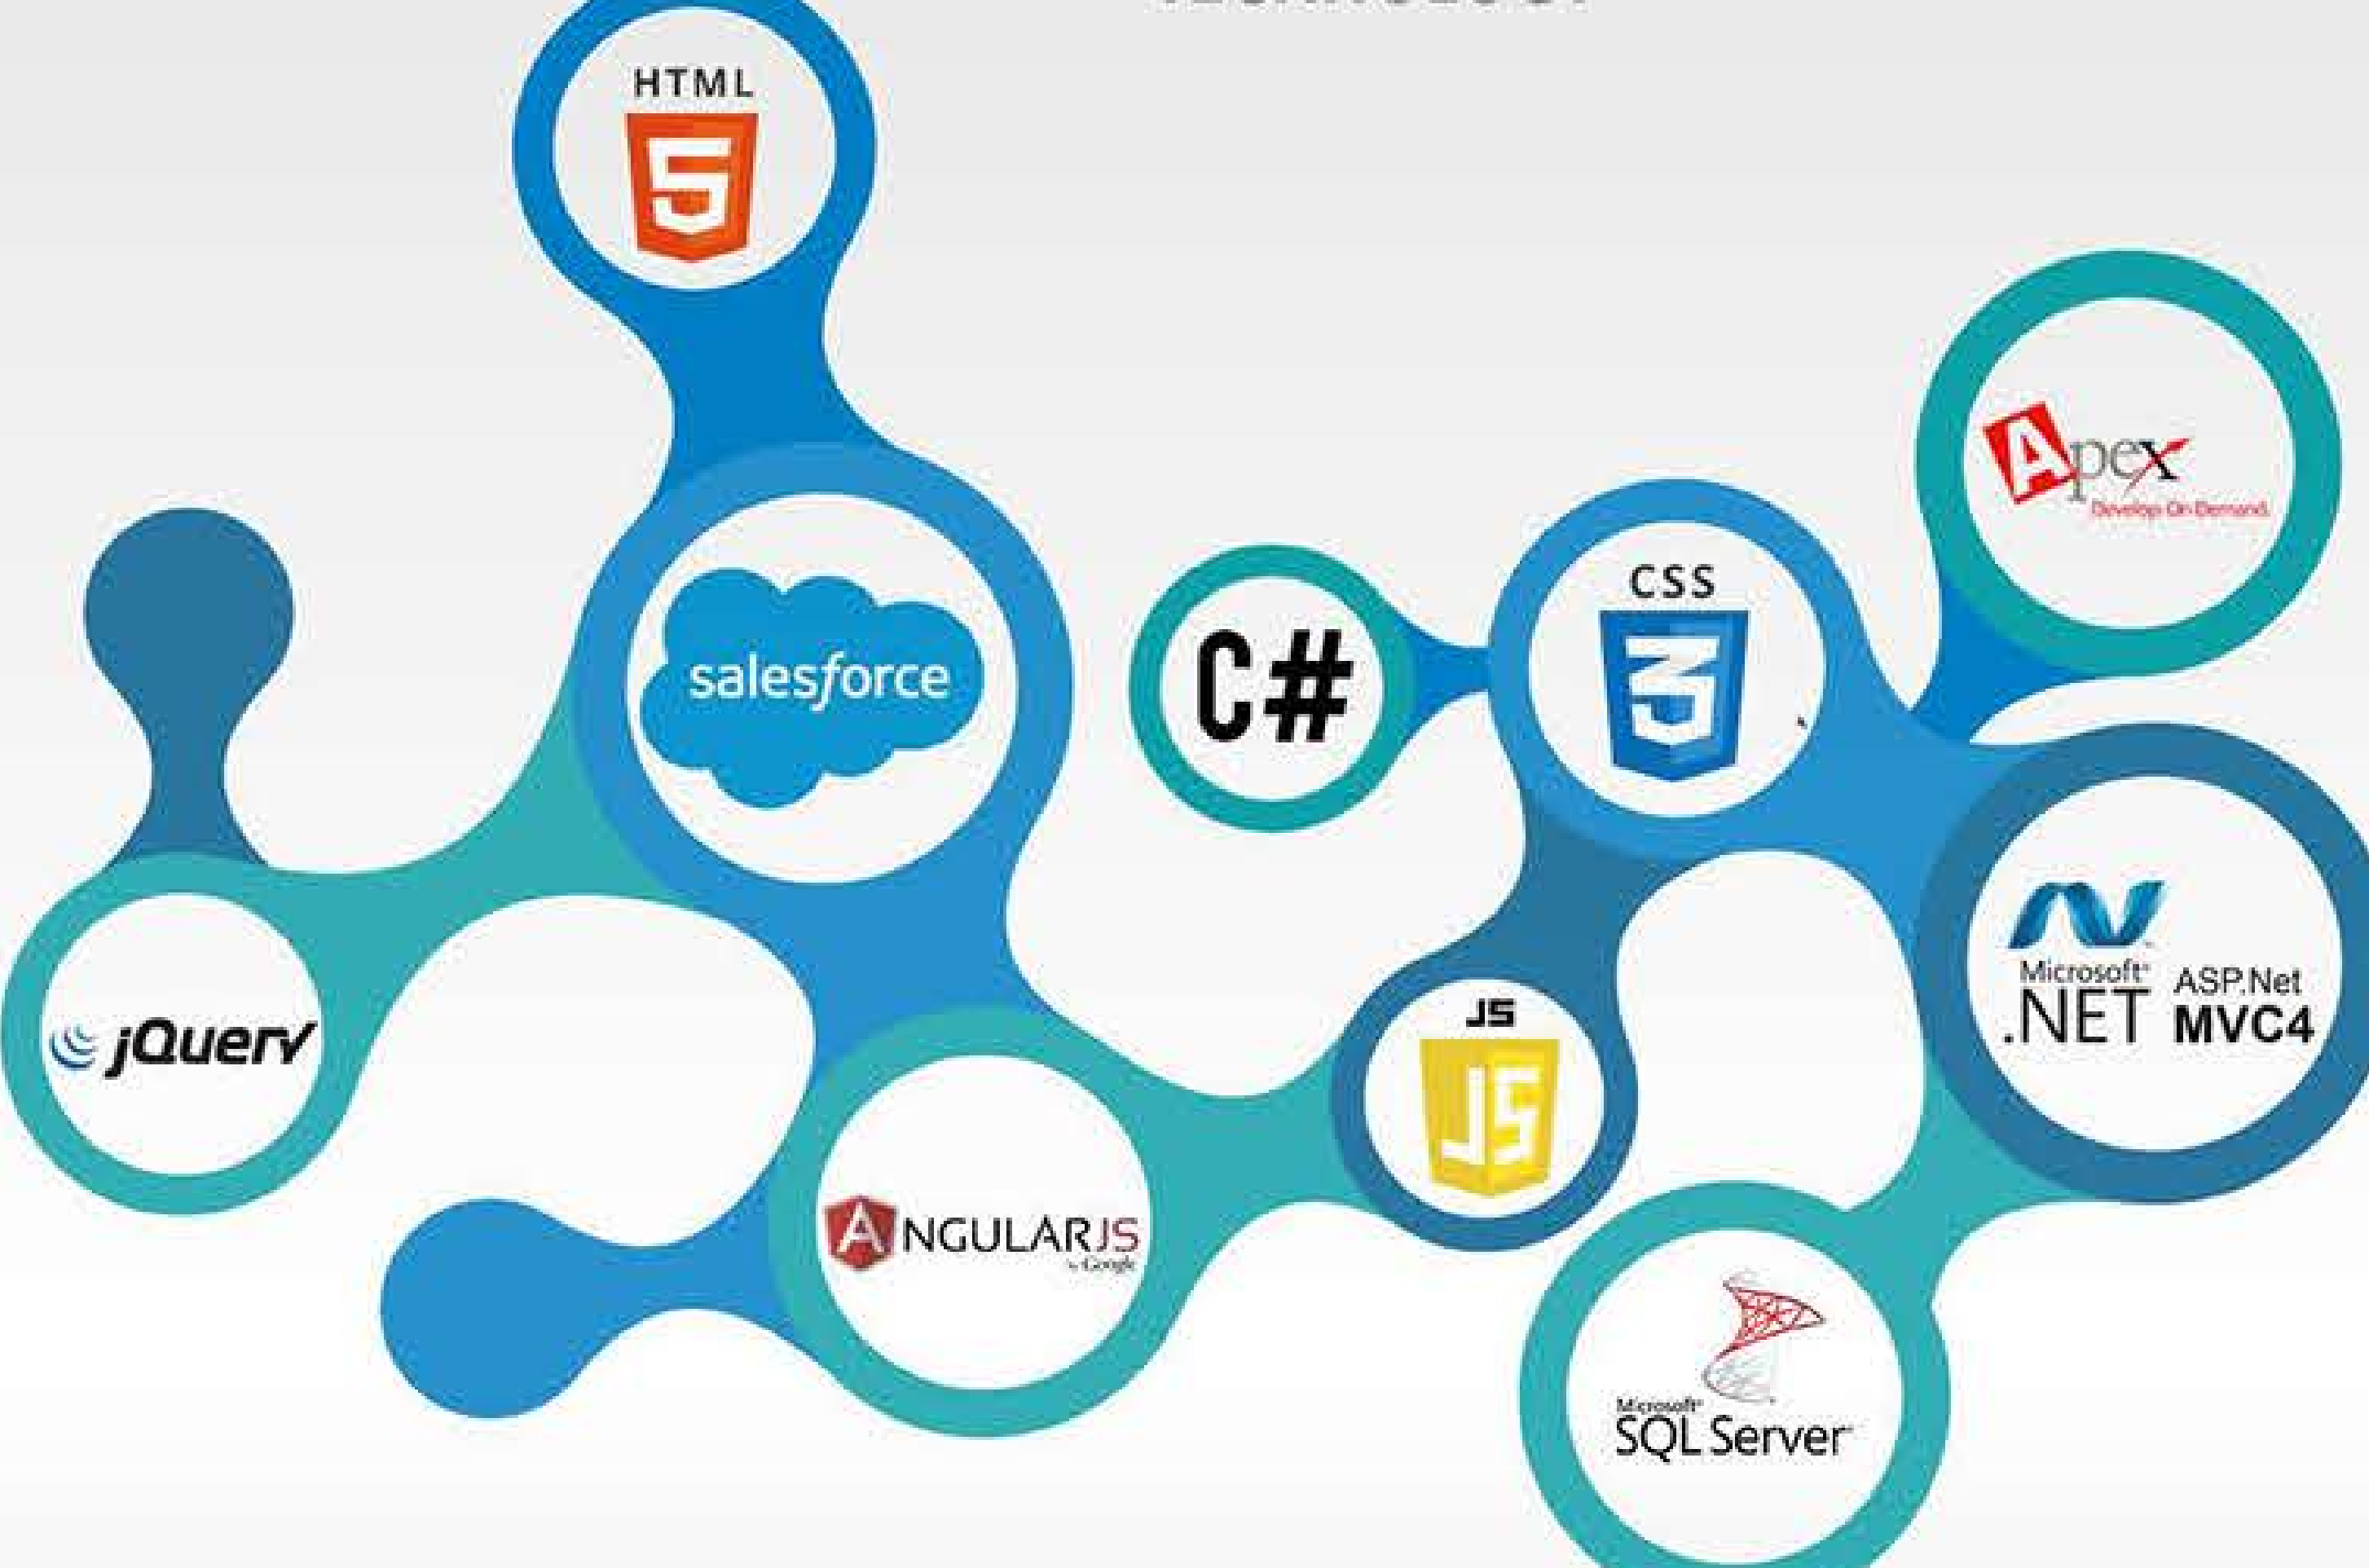 HTML
5
salesforce
C#
CSS
3
Apex
Develop On Demand.
jQuery
ANGULARJS
by Google
JS
JS
Microsoft®
.NET
ASP.Net
MVC4
Microsoft®
SQL Server